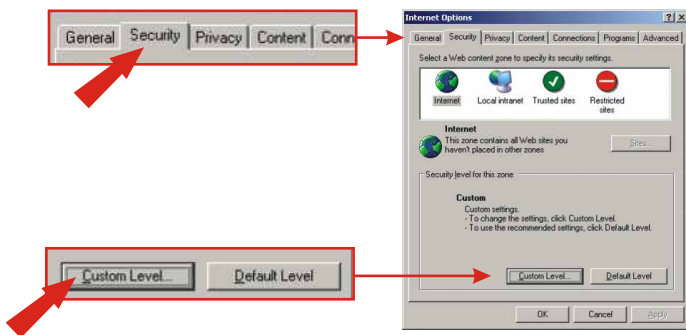 General Security Privacy Content Conn
Custom Level... Default Level
Internet Options
General Security Privacy Content Connections Programs Advanced
Select a Web content zone to specify its security settings.
Internet Local intranet Trusted sites Restricted
sites
Internet
This zone contains all Web sites you
haven't placed in other zones
Sites...
Security level for this zone
Custom
Custom settings.
- To change the settings, click Custom Level.
- To use the recommended settings, click Default Level.
Custom Level... Default Level
OK Cancel Apply